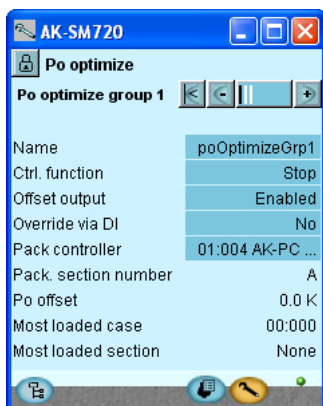 AK-SM720
Po optimize
Po optimize group 1
Name poOptimizeGrp1
Ctrl. function Stop
Offset output Enabled
Override via DI No
Pack controller 01:004 AK-PC ...
Pack. section number A
Po offset 0.0 K
Most loaded case 00:000
Most loaded section None